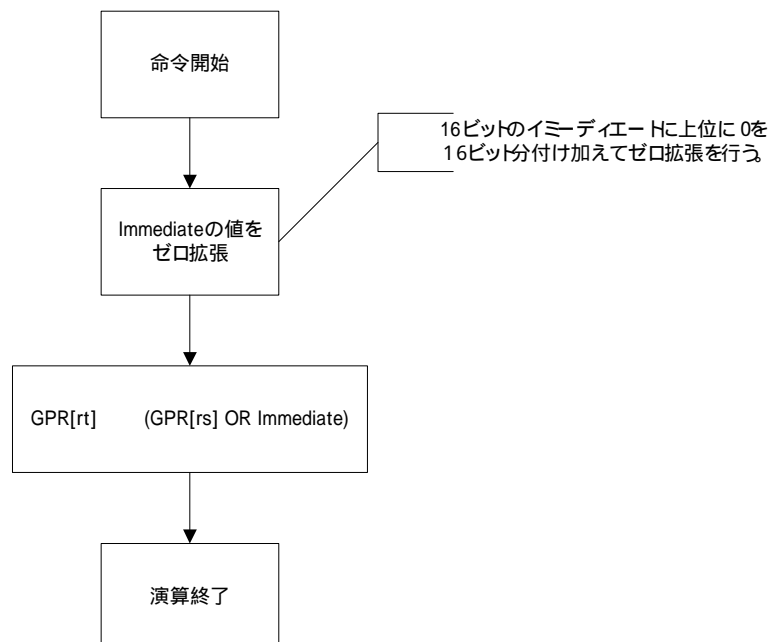 命令開始
16ビットのイミーディエートに上位に0を
16ビット分付け加えてゼロ拡張を行う。
Immediateの値を
ゼロ拡張
GPR[rt] (GPR[rs] OR Immediate)
演算終了